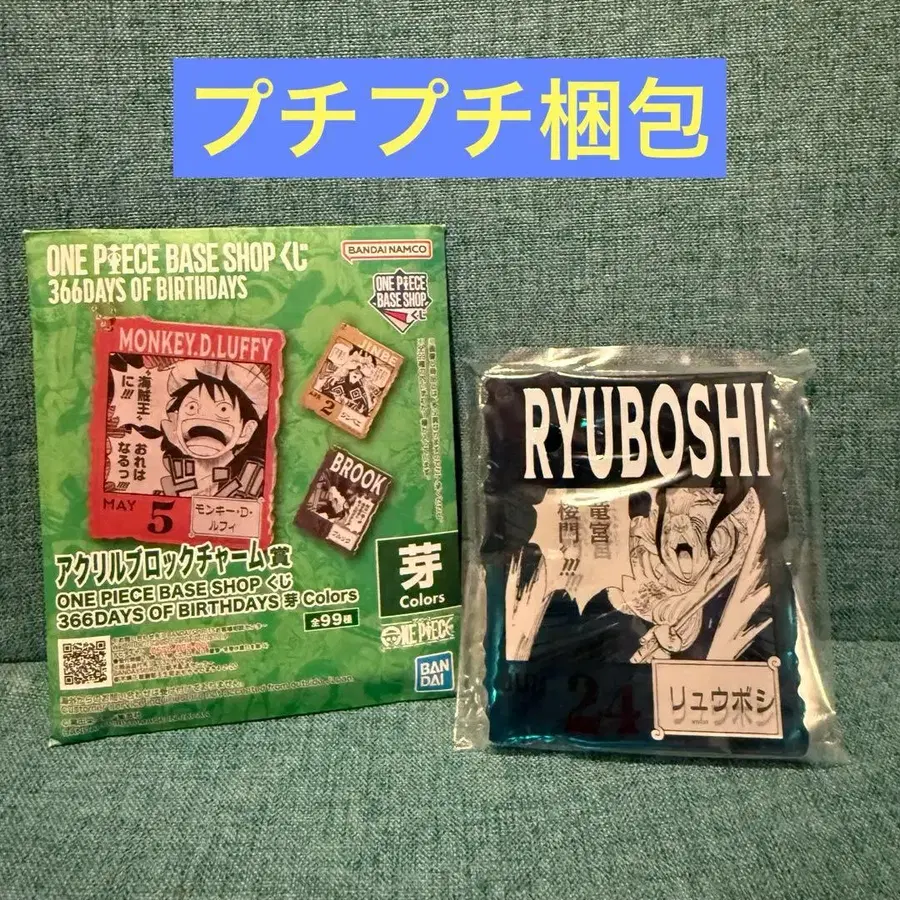 プチプチ梱包
ONE PIECE BASE SHOP くじ
366DAYS OF BIRTHDAYS
BANDAI NAMCO
ONE PIECE
BASE SHOP
くじ
MONKEY.D.LUFFY
"海賊王"
に!!!
おれは
なるっ!!!
ドン
MAY 5
モンキー・D・
ルフィ
JINBE
2
ジンベエ
BROOK
ブルック
アクリルブロックチャーム賞
ONE PIECE BASE SHOP くじ
366DAYS OF BIRTHDAYS 芽 Colors
全99種
芽
Colors
ONE PIECE
BAN
DAI
RYUBOSHI
竜宮
楼門!!!
24
リュウボシ